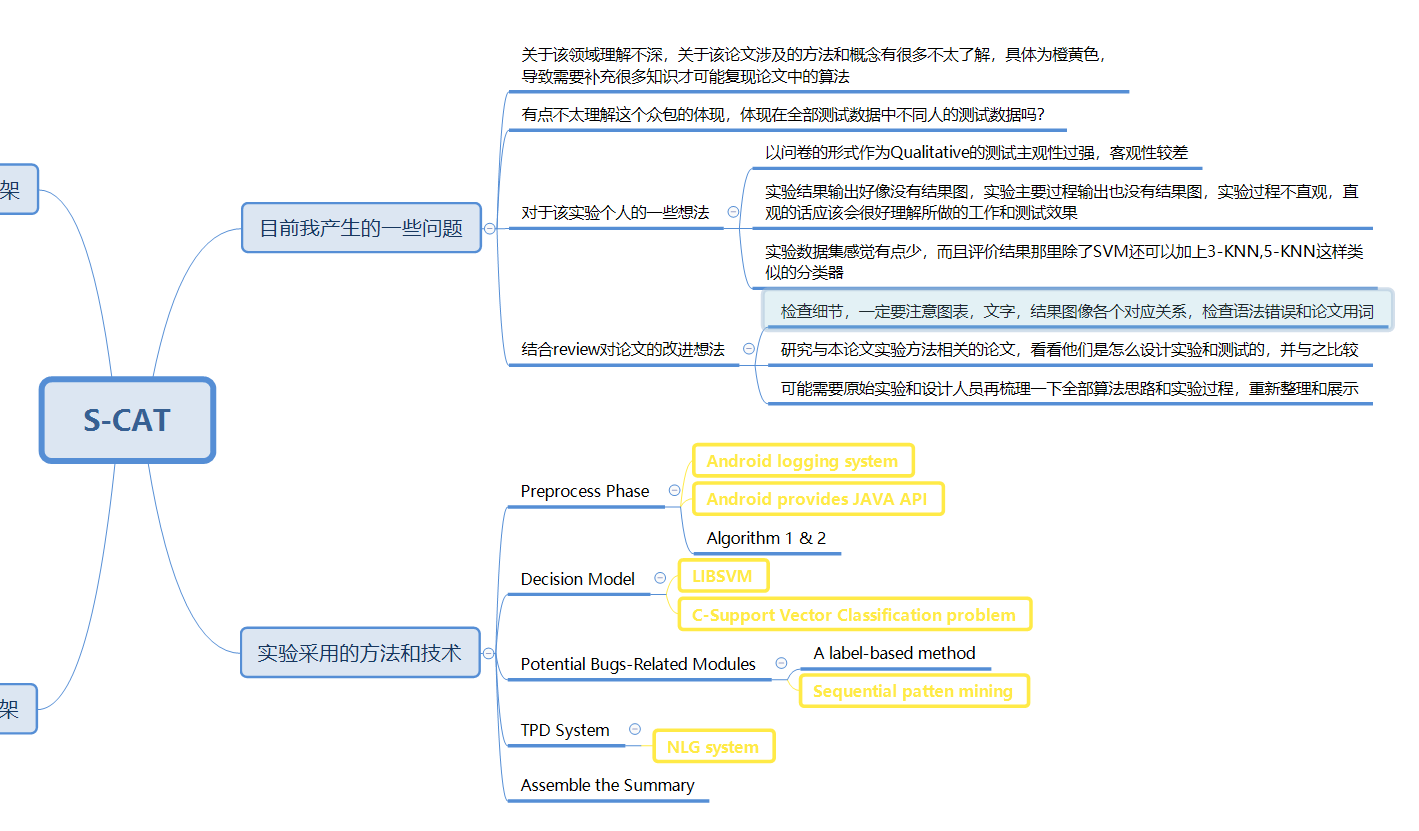 关于该领域理解不深，关于该论文涉及的方法和概念有很多不太了解，具体为橙黄色，
导致需要补充很多知识才可能复现论文中的算法
有点不太理解这个众包的体现，体现在全部测试数据中不同人的测试数据吗？
以问卷的形式作为Qualitative的测试主观性过强，客观性较差
实验结果输出好像没有结果图，实验主要过程输出也没有结果图，实验过程不直观，直
观的话应该会很好理解所做的工作和测试效果
对于该实验个人的一些想法
实验数据集感觉有点少，而且评价结果那里除了SVM还可以加上3-KNN,5-KNN这样类
似的分类器
目前我产生的一些问题
检查细节，一定要注意图表，文字，结果图像各个对应关系，检查语法错误和论文用词
结合review对论文的改进想法
研究与本论文实验方法相关的论文，看看他们是怎么设计实验和测试的，并与之比较
可能需要原始实验和设计人员再梳理一下全部算法思路和实验过程，重新整理和展示
架
S-CAT
架
实验采用的方法和技术
Preprocess Phase
Android logging system
Android provides JAVA API
Algorithm 1 & 2
Decision Model
LIBSVM
C-Support Vector Classification problem
Potential Bugs-Related Modules
A label-based method
Sequential patten mining
TPD System
NLG system
Assemble the Summary